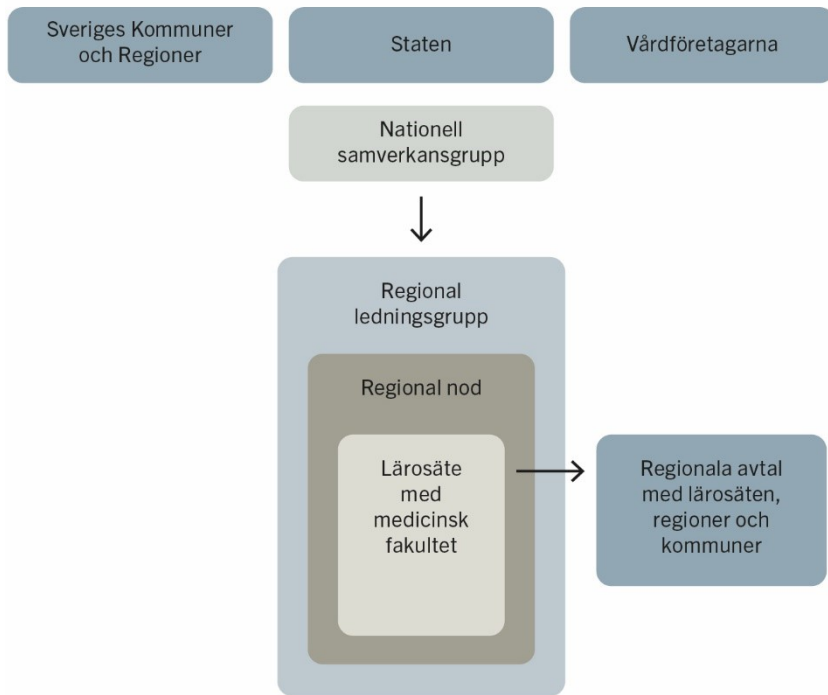 Sveriges Kommuner
och Regioner
Staten
Vårdföretagarna
Nationell
samverkansgrupp
Regional
ledningsgrupp
Regional nod
Lärosäte
med
medicinsk
fakultet
Regionala avtal
med lärosäten,
regioner och
kommuner